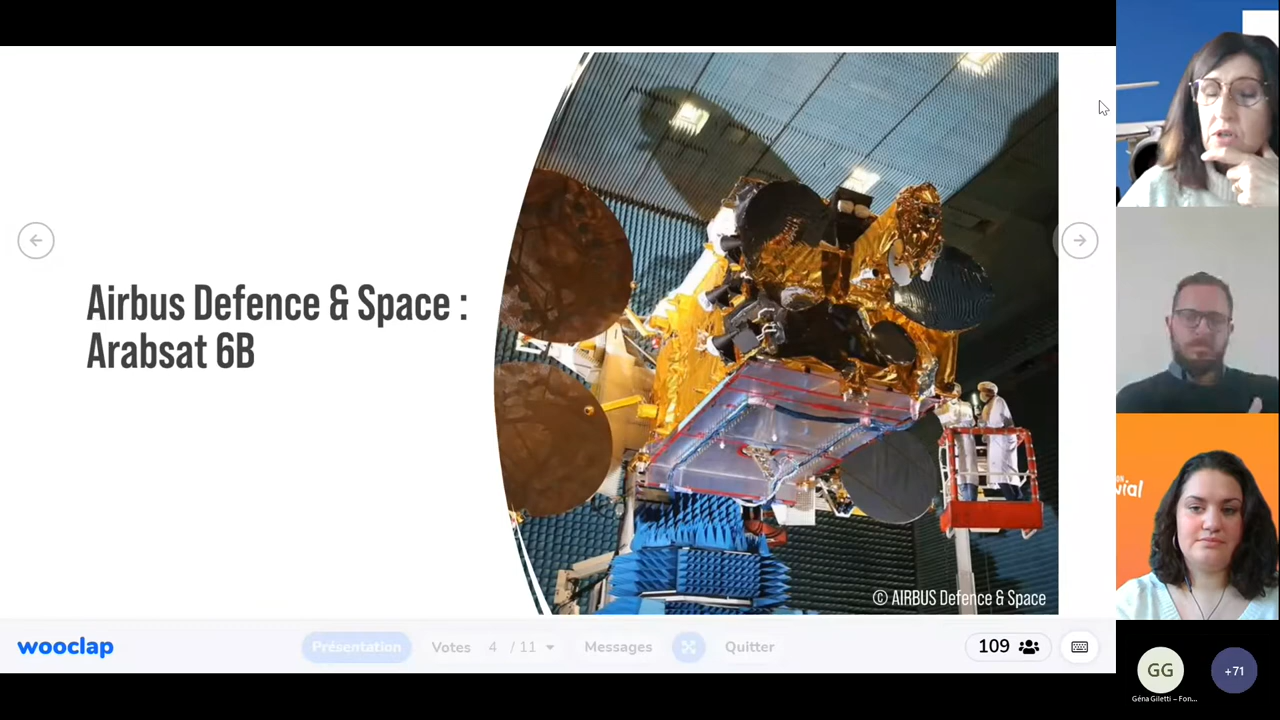 Airbus Defence & Space :
Arabsat 6B
© AIRBUS Defence & Space
wooclap
Présentation
Votes
4 / 11
Messages
Quitter
109
GG
Géna Giletti – Fon...
+71